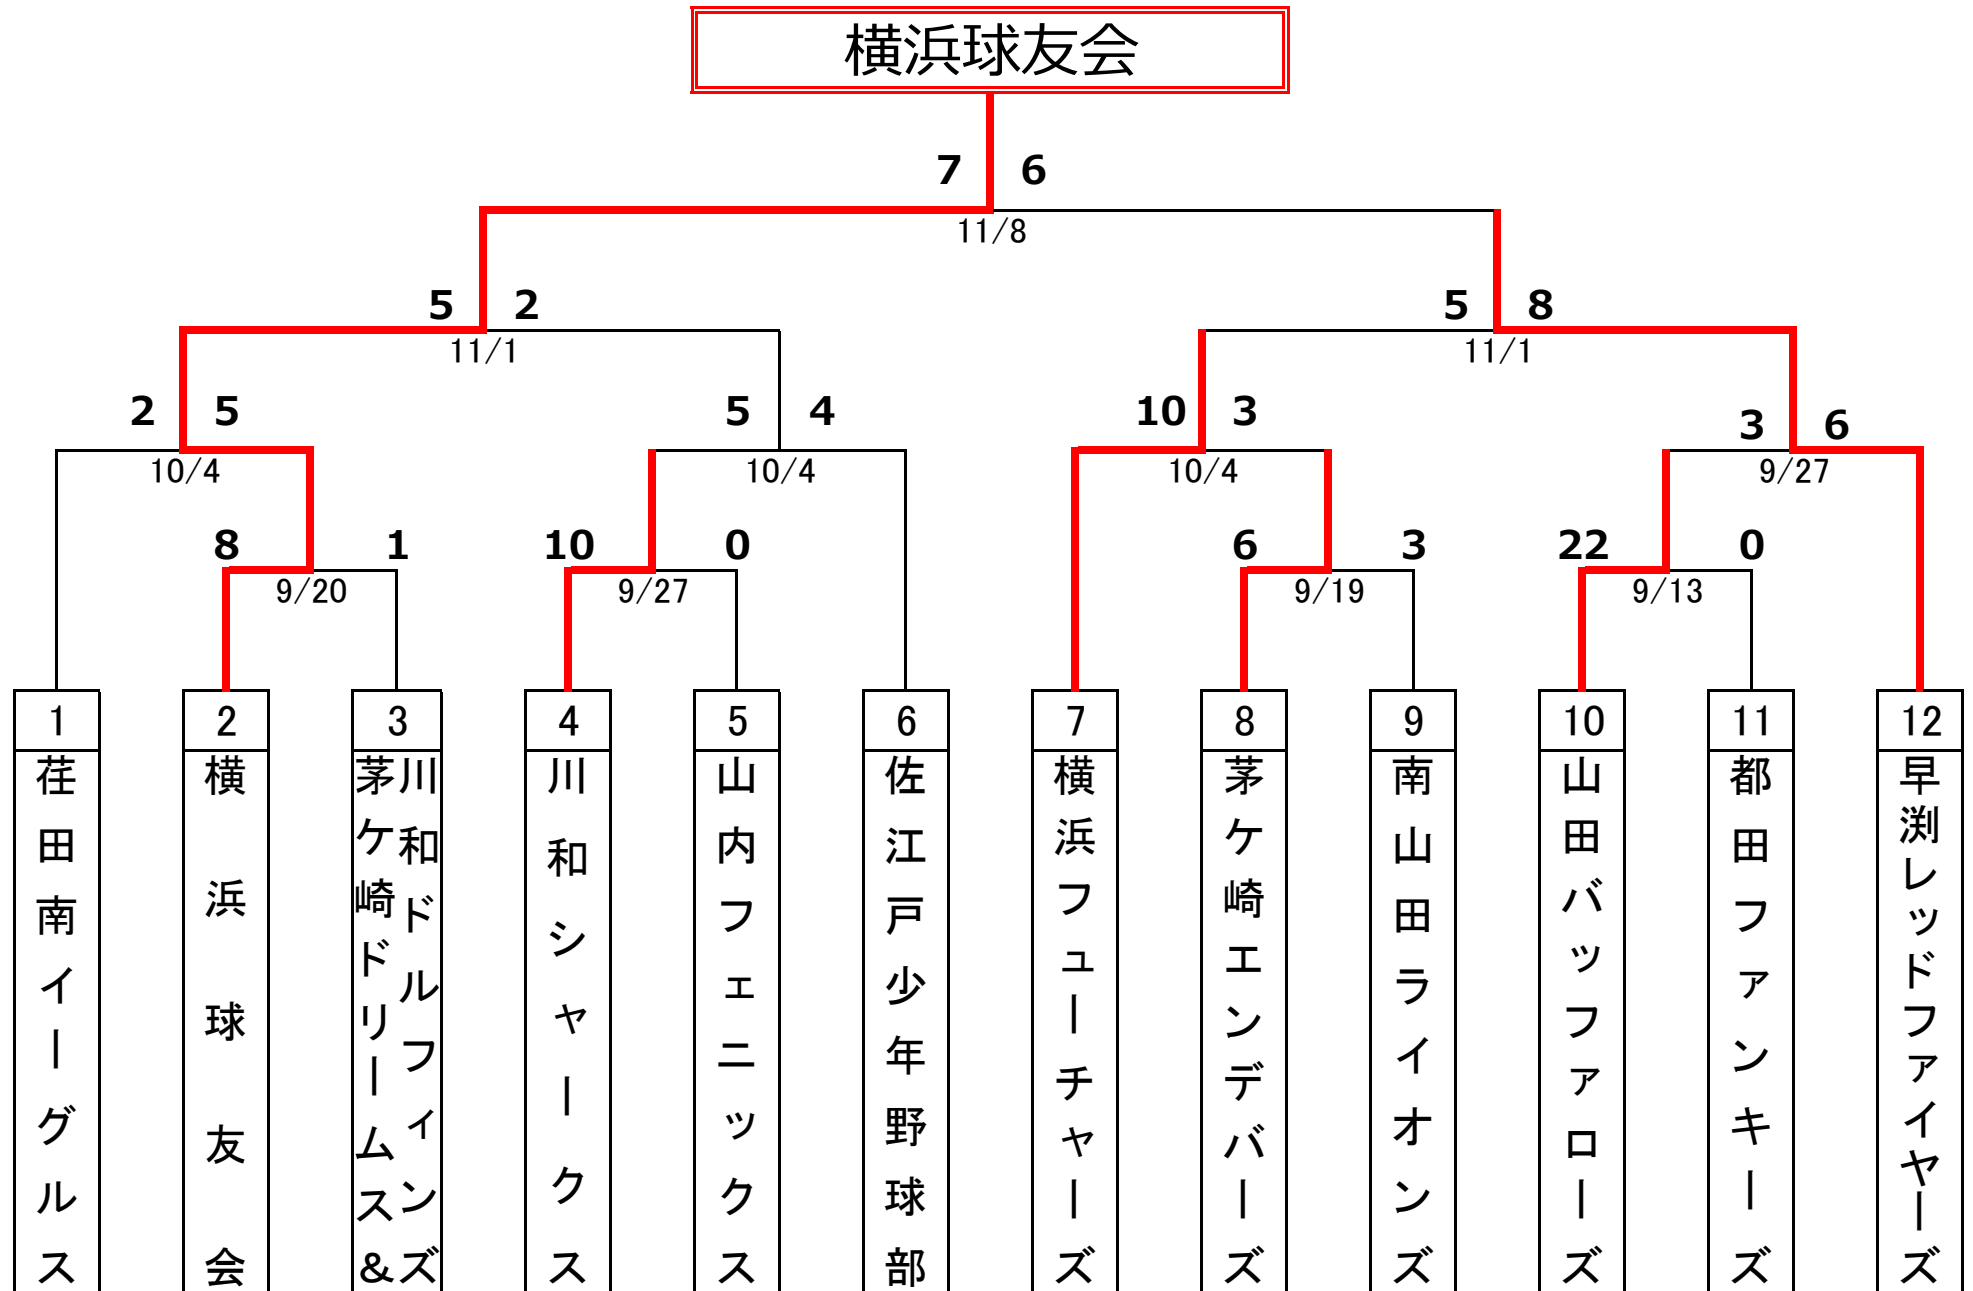 横浜球友会
7 6
11/8
5 2
11/1
5 8
11/1
2 5
10/4
5 4
10/4
10 3
10/4
3 6
9/27
8 1
9/20
10 0
9/27
6 3
9/19
22 0
9/13
1
荏田南イーグルス
2
横浜球友会
3
茅ケ崎ドリームス&
川和ドルフィンズ
4
川和シャークス
5
山内フェニックス
6
佐江戸少年野球部
7
横浜フューチャーズ
8
茅ケ崎エンデバーズ
9
南山田ライオンズ
10
山田バッファローズ
11
都田ファンキーズ
12
早渕レッドファイヤーズ